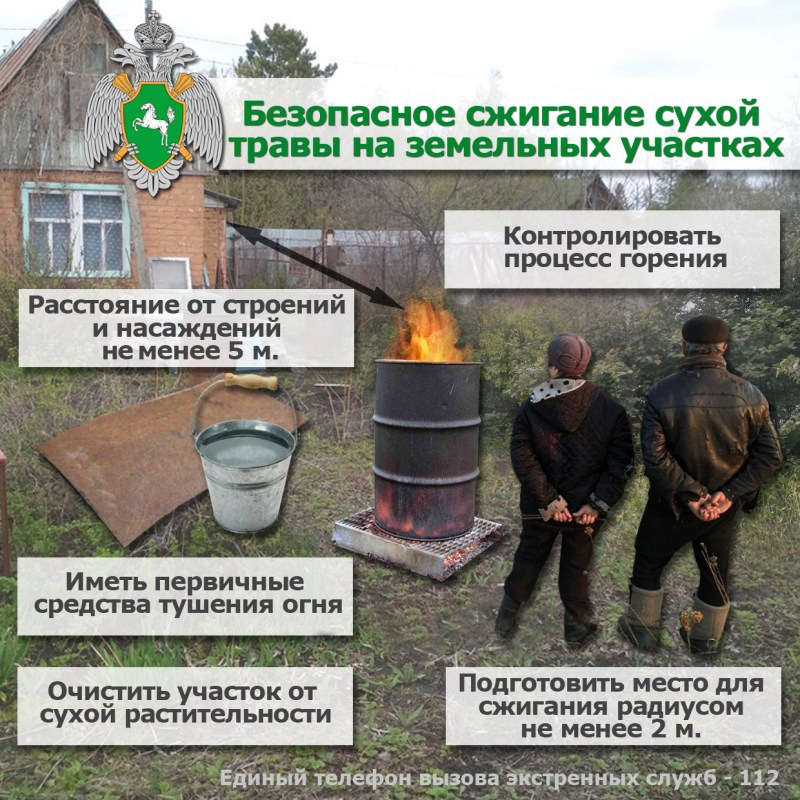 Безопасное сжигание сухой
травы на земельных участках
Контролировать
процесс горения
Расстояние от строений
и насаждений
не менее 5 м.
Иметь первичные
средства тушения огня
Очистить участок от
сухой растительности
Подготовить место для
сжигания радиусом
не менее 2 м.
Единый телефон вызова экстренных служб - 112